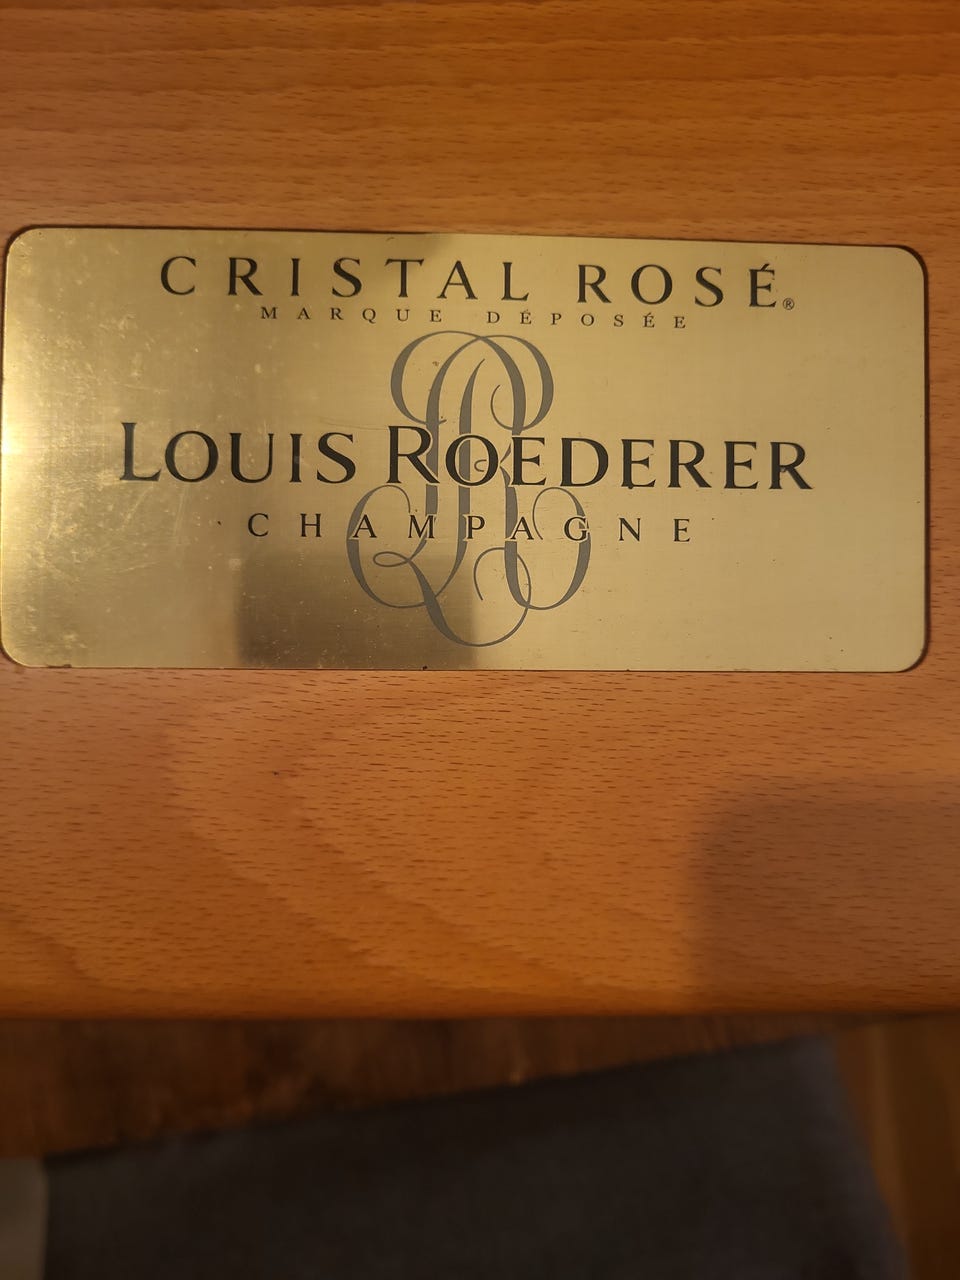 CRISTAL ROSÉ®
MARQUE DÉPOSÉE
LOUIS ROEDERER
CHAMPAGNE